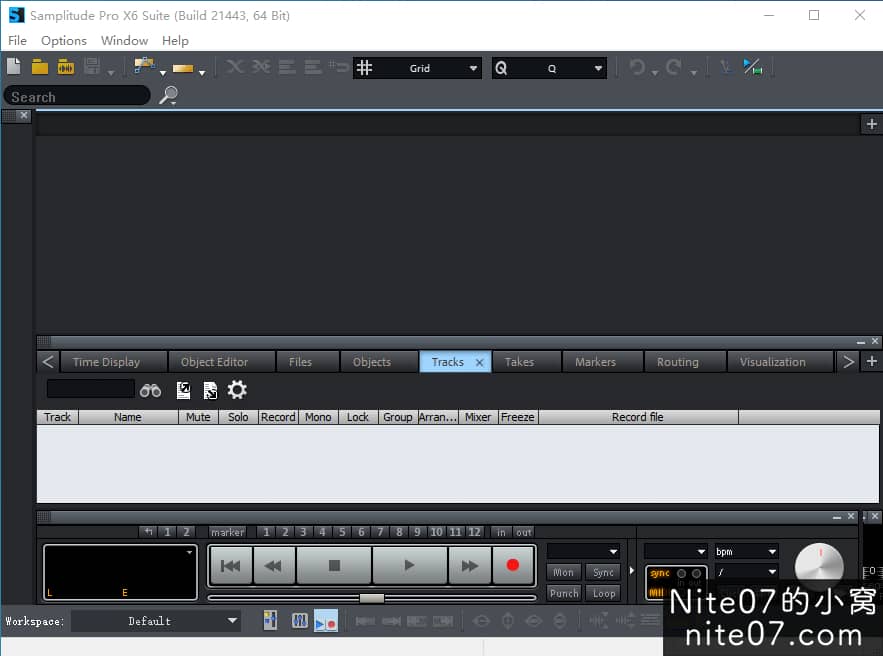 Samplitude Pro X6 Suite (Build 21443, 64 Bit)
File Options Window Help
Grid Q Q
Search
Time Display Object Editor Files Objects Tracks Takes Markers Routing Visualization
Track Name Mute Solo Record Mono Lock Group Arran... Mixer Freeze Record file
1 2 marker 1 2 3 4 5 6 7 8 9 10 11 12 in out
bpm
L E Mon Sync sync in out /
Punch Loop
Workspace: Default
Nite07的小窝
nite07.com